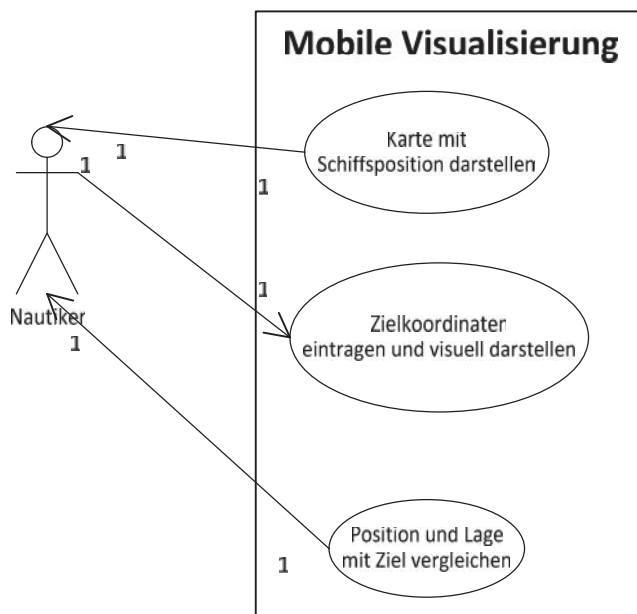 Mobile Visualisierung
Karte mit
Schiffsposition darstellen
1
1
1
1
Zielkoordinaten
eintragen und visuell darstellen
Nautiker
1
Position und Lage
mit Ziel vergleichen
1